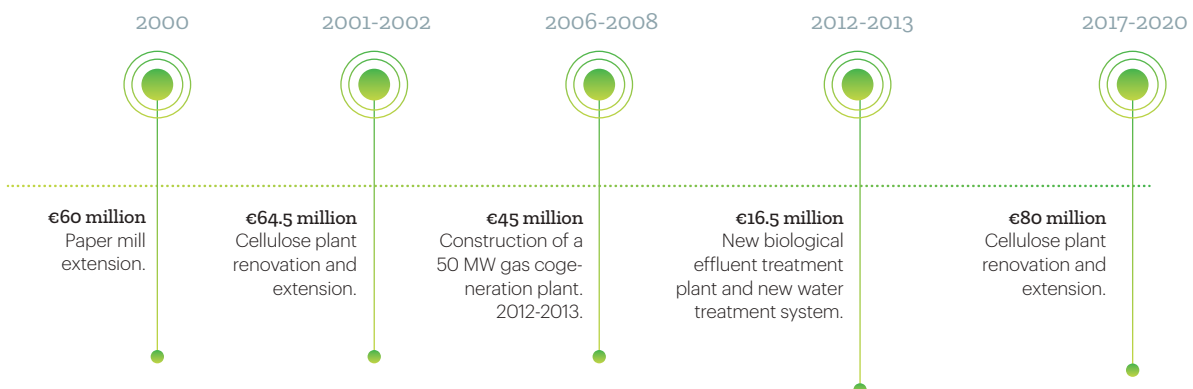 2000
2001-2002
2006-2008
2012-2013
2017-2020
€60 million
Paper mill
extension.
€64.5 million
Cellulose plant
renovation and
extension.
€45 million
Construction of a
50 MW gas coge-
neration plant.
2012-2013.
€16.5 million
New biological
effluent treatment
plant and new water
treatment system.
€80 million
Cellulose plant
renovation and
extension.